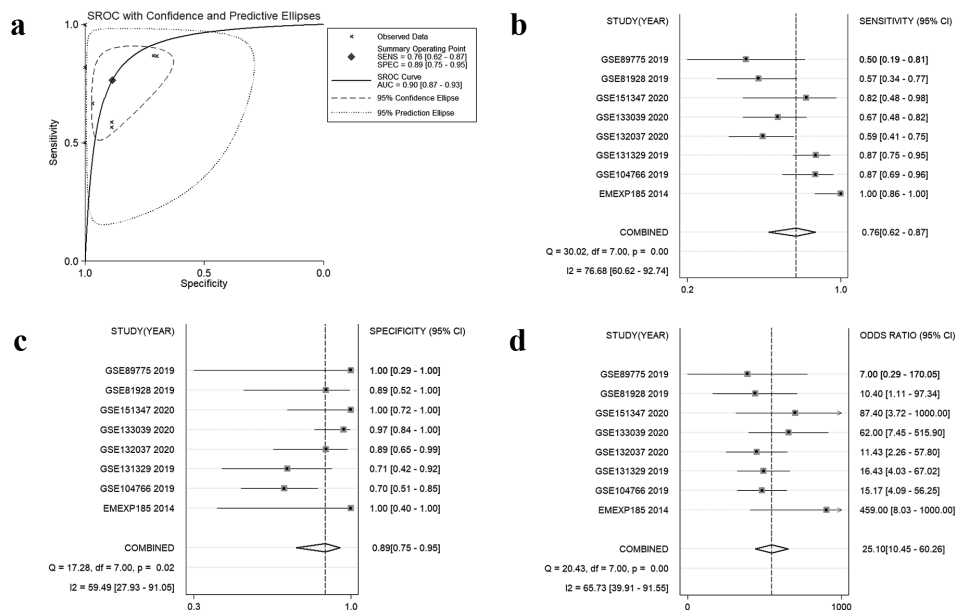 a
SROC with Confidence and Predictive Ellipses
1.0
0.5
0.0
Sensitivity
1.0
0.5
0.0
Specificity
Observed Data
Summary Operating Point
SENS = 0.76 [0.62 - 0.87]
SPEC = 0.89 [0.75 - 0.95]
SROC Curve
AUC = 0.90 [0.87 - 0.93]
95% Confidence Ellipse
95% Prediction Ellipse
b
STUDY(YEAR) SENSITIVITY (95% CI)
GSE89775 2019 0.50 [0.19 - 0.81]
GSE81928 2019 0.57 [0.34 - 0.77]
GSE151347 2020 0.82 [0.48 - 0.98]
GSE133039 2020 0.67 [0.48 - 0.82]
GSE132037 2020 0.59 [0.41 - 0.75]
GSE131329 2019 0.87 [0.75 - 0.95]
GSE104766 2019 0.87 [0.69 - 0.96]
EMEXP185 2014 1.00 [0.86 - 1.00]
COMBINED 0.76[0.62 - 0.87]
Q = 30.02, df = 7.00, p = 0.00
I2 = 76.68 [60.62 - 92.74]
0.2 1.0
c
STUDY(YEAR) SPECIFICITY (95% CI)
GSE89775 2019 1.00 [0.29 - 1.00]
GSE81928 2019 0.89 [0.52 - 1.00]
GSE151347 2020 1.00 [0.72 - 1.00]
GSE133039 2020 0.97 [0.84 - 1.00]
GSE132037 2020 0.89 [0.65 - 0.99]
GSE131329 2019 0.71 [0.42 - 0.92]
GSE104766 2019 0.70 [0.51 - 0.85]
EMEXP185 2014 1.00 [0.40 - 1.00]
COMBINED 0.89[0.75 - 0.95]
Q = 17.28, df = 7.00, p = 0.02
I2 = 59.49 [27.93 - 91.05]
0.3 1.0
d
STUDY(YEAR) ODDS RATIO (95% CI)
GSE89775 2019 7.00 [0.29 - 170.05]
GSE81928 2019 10.40 [1.11 - 97.34]
GSE151347 2020 87.40 [3.72 - 1000.00]
GSE133039 2020 62.00 [7.45 - 515.90]
GSE132037 2020 11.43 [2.26 - 57.80]
GSE131329 2019 16.43 [4.03 - 67.02]
GSE104766 2019 15.17 [4.09 - 56.25]
EMEXP185 2014 459.00 [8.03 - 1000.00]
COMBINED 25.10[10.45 - 60.26]
Q = 20.43, df = 7.00, p = 0.00
I2 = 65.73 [39.91 - 91.55]
0 1000